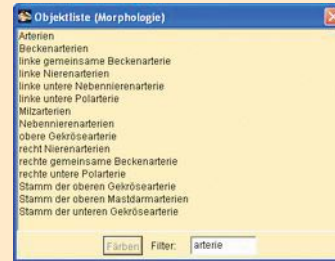 Objektliste (Morphologie)
Arterien
Beckenarterien
linke gemeinsame Beckenarterie
linke Nierenarterien
linke untere Nebennierenarterie
linke untere Polarterie
Milzarterien
Nebennierenarterien
obere Gekrösearterie
recht Nierenarterien
rechte gemeinsame Beckenarterie
rechte untere Polarterie
Stamm der oberen Gekrösearterie
Stamm der oberen Mastdarmarterien
Stamm der unteren Gekrösearterie
Färben Filter: arterie